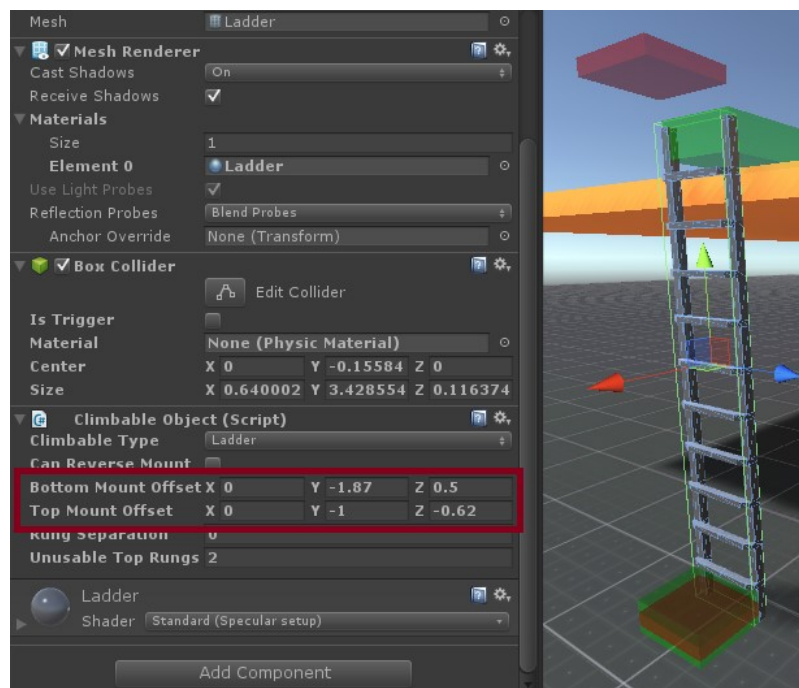 Mesh Ladder
Mesh Renderer
Cast Shadows On
Receive Shadows
Materials
Size 1
Element 0 Ladder
Use Light Probes
Reflection Probes Blend Probes
Anchor Override None (Transform)
Box Collider
Edit Collider
Is Trigger
Material None (Physic Material)
Center X 0 Y -0.15584 Z 0
Size X 0.640002 Y 3.428554 Z 0.116374
Climbable Object (Script)
Climbable Type Ladder
Can Reverse Mount
Bottom Mount Offset X 0 Y -1.87 Z 0.5
Top Mount Offset X 0 Y -1 Z -0.62
Rung Separation 0
Unusable Top Rungs 2
Ladder
Shader Standard (Specular setup)
Add Component